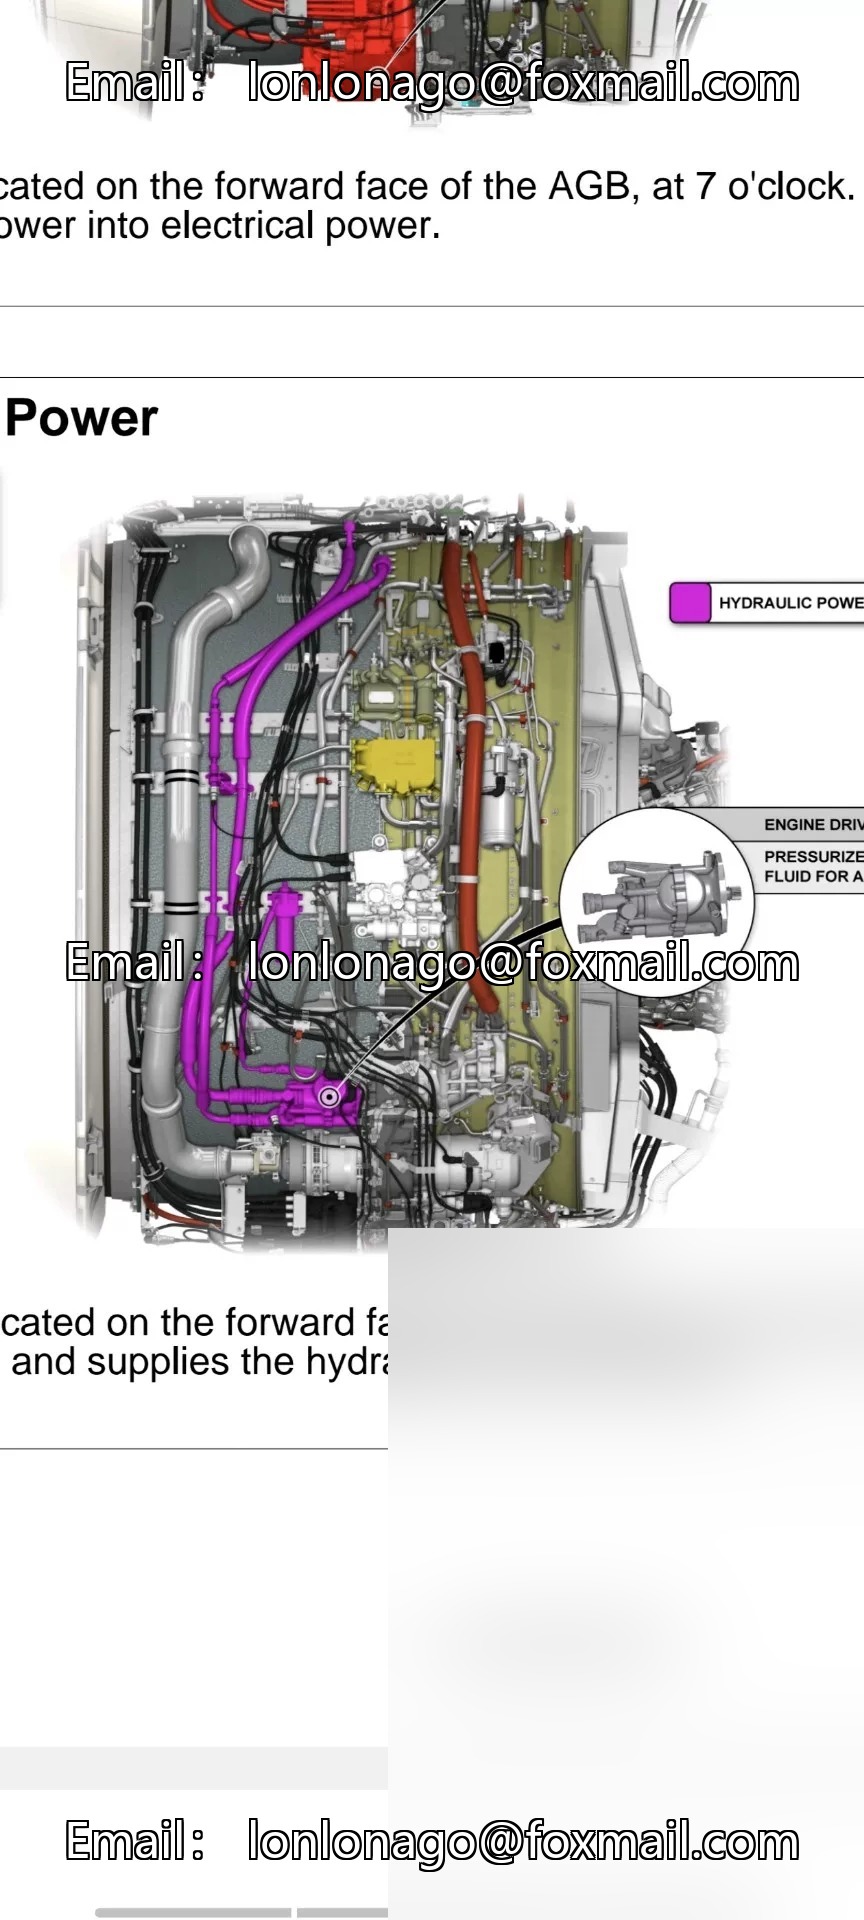 Email： lonlonago@foxmail.com
cated on the forward face of the AGB, at 7 o'clock.
ower into electrical power.
Power
HYDRAULIC POWE
ENGINE DRIV
PRESSURIZE
FLUID FOR A
Email： lonlonago@foxmail.com
cated on the forward fa
and supplies the hydra
Email： lonlonago@foxmail.com